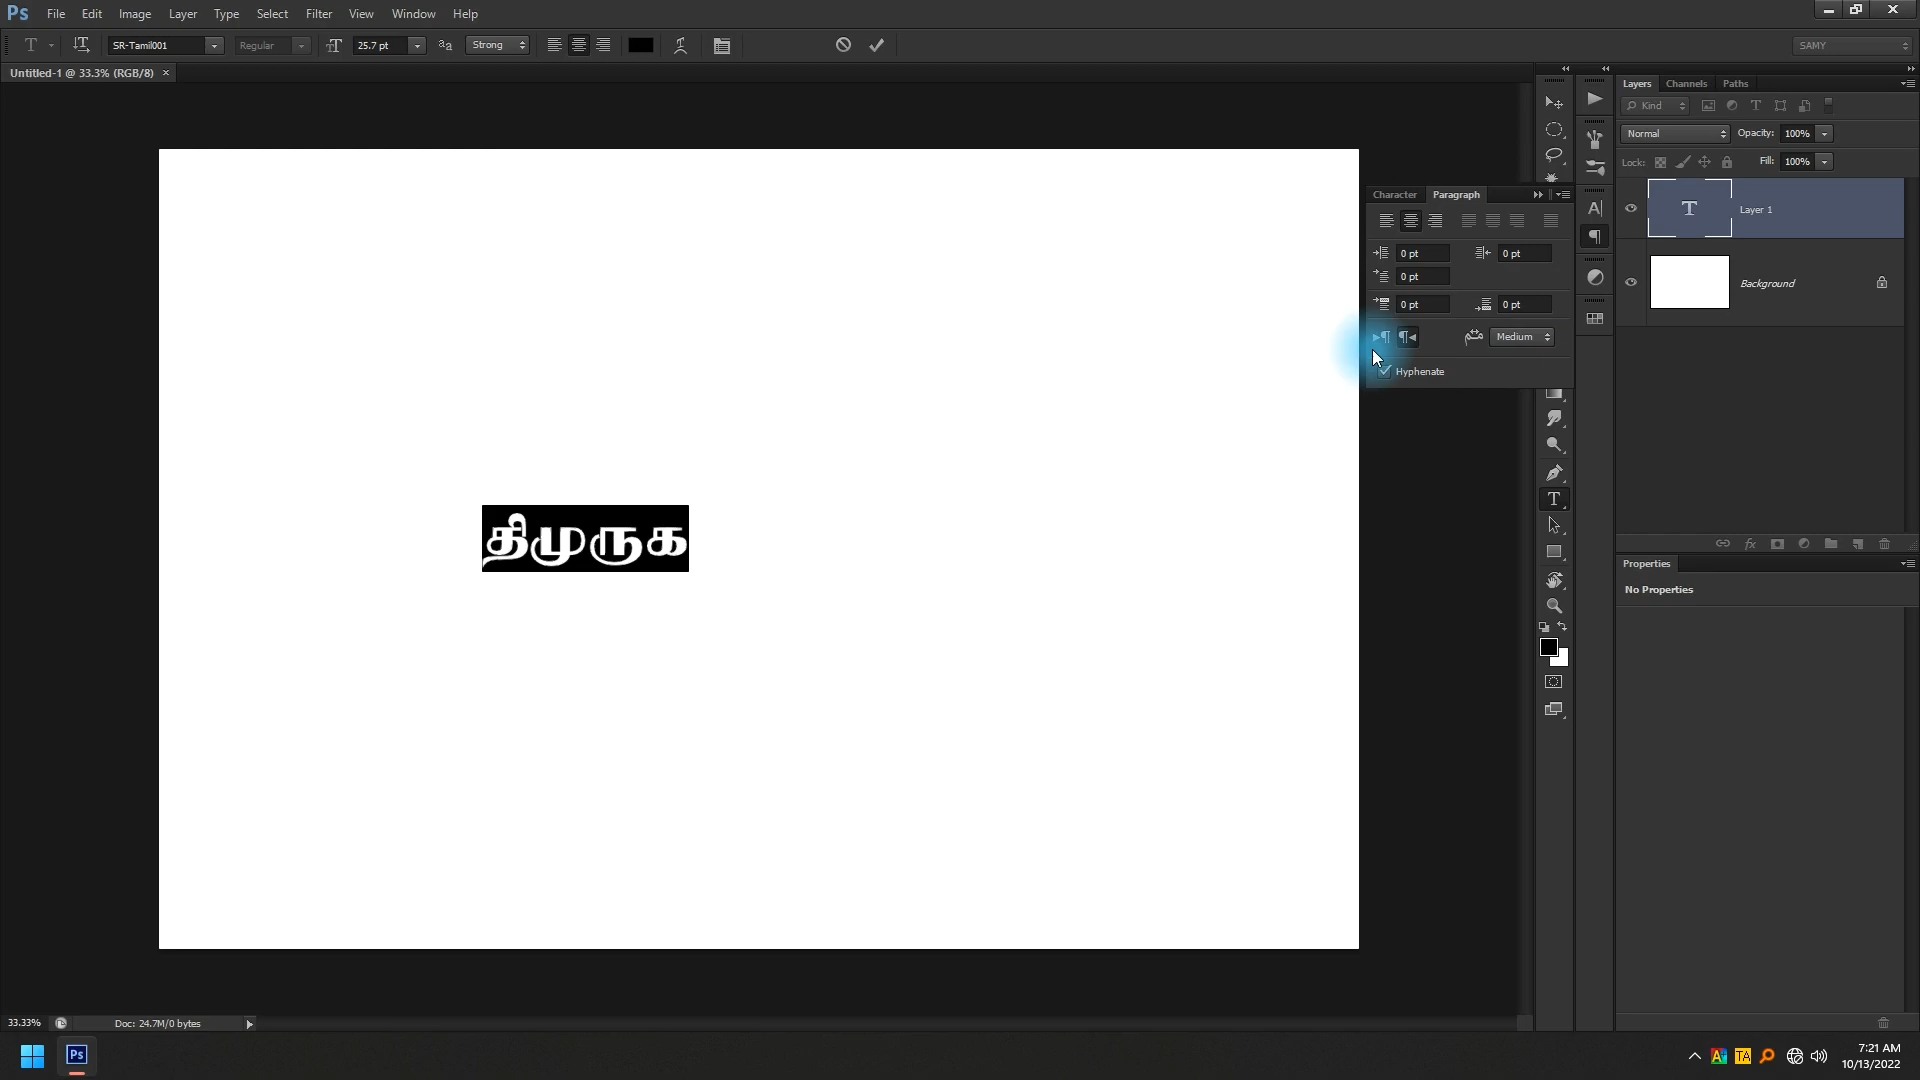 Ps File Edit Image Layer Type Select Filter View Window Help
T SR-Tamil001 Regular 25.7 pt Strong SAMY
Untitled-1 @ 33.3% (RGB/8) ×
Layers Channels Paths
Kind
Normal Opacity: 100%
Lock: Fill: 100%
Layer 1
Background
Character Paragraph
0 pt 0 pt
0 pt
0 pt 0 pt
Medium
Hyphenate
திமுருக
Properties
No Properties
33.33% Doc: 24.7M/0 bytes
Ps
TA
7:21 AM
10/13/2022